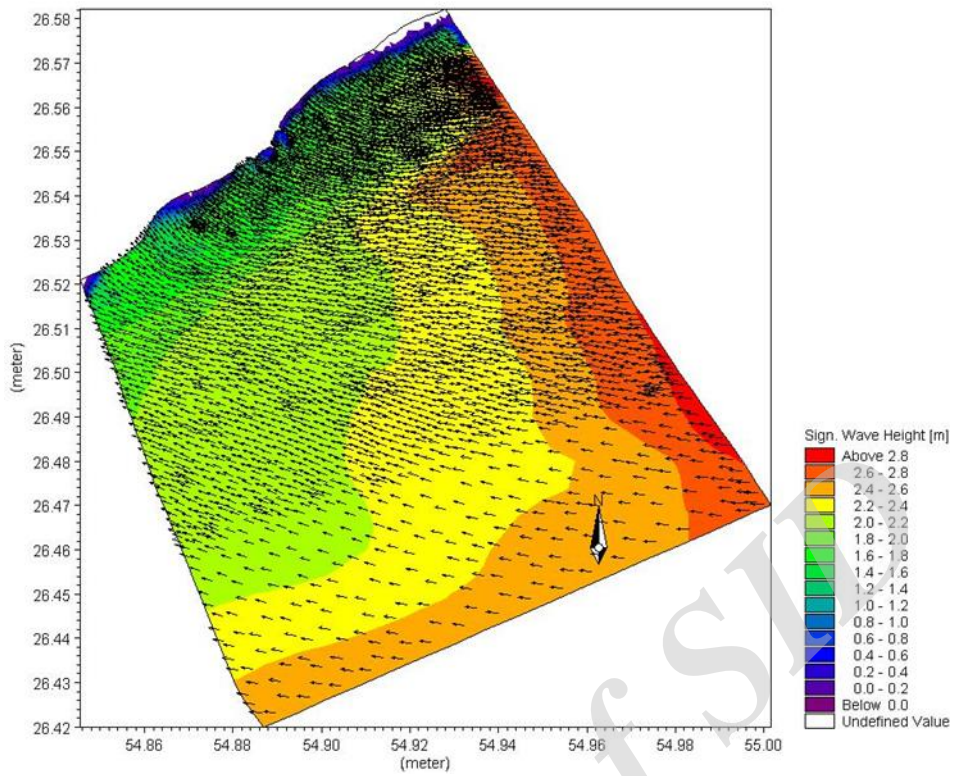 26.58
26.57
26.56
26.55
26.54
26.53
26.52
26.51
26.50
26.49
26.48
26.47
26.46
26.45
26.44
26.43
26.42
(meter)
54.86 54.88 54.90 54.92 54.94 54.96 54.98 55.00
(meter)
N
Sign. Wave Height [m]
Above 2.8
2.6 - 2.8
2.4 - 2.6
2.2 - 2.4
2.0 - 2.2
1.8 - 2.0
1.6 - 1.8
1.4 - 1.6
1.2 - 1.4
1.0 - 1.2
0.8 - 1.0
0.6 - 0.8
0.4 - 0.6
0.2 - 0.4
0.0 - 0.2
Below 0.0
Undefined Value
f SID